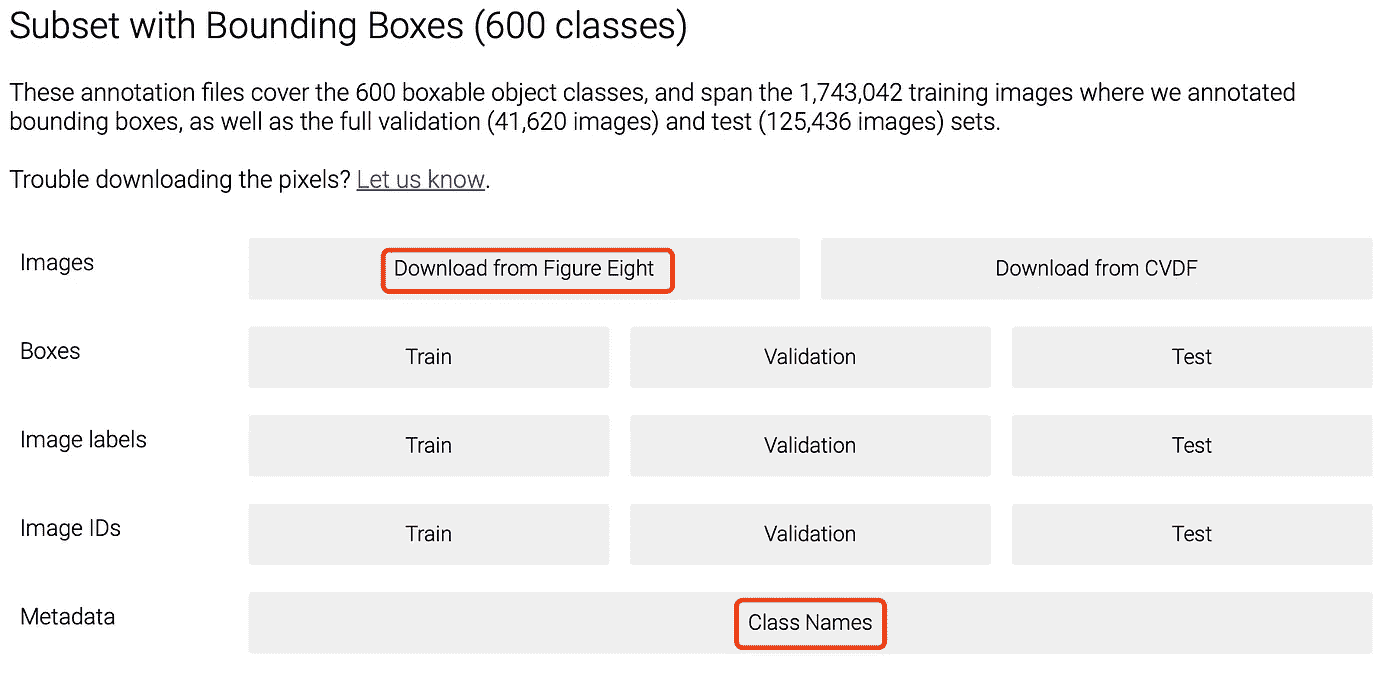 Subset with Bounding Boxes (600 classes)
These annotation files cover the 600 boxable object classes, and span the 1,743,042 training images where we annotated
bounding boxes, as well as the full validation (41,620 images) and test (125,436 images) sets.
Trouble downloading the pixels? Let us know.
Images Download from Figure Eight Download from CVDF
Boxes Train Validation Test
Image labels Train Validation Test
Image IDs Train Validation Test
Metadata Class Names